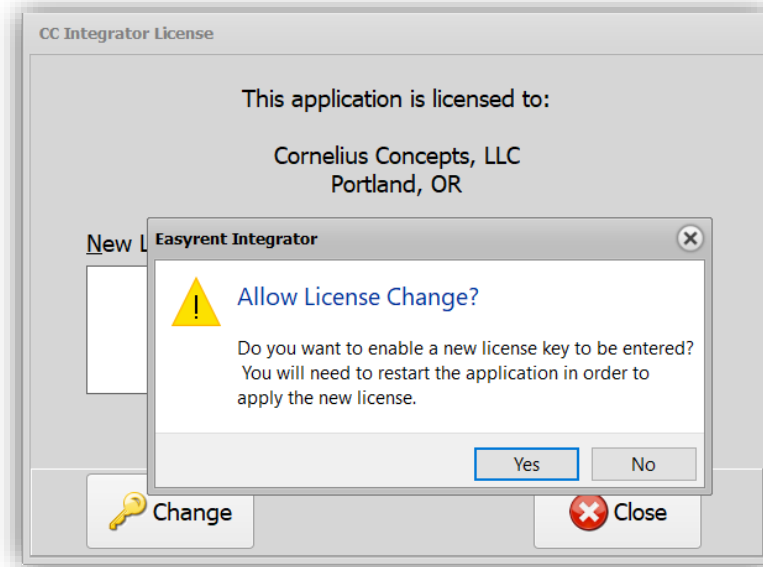 CC Integrator License
This application is licensed to:
Cornelius Concepts, LLC
Portland, OR
New L
Easyrent Integrator
Allow License Change?
Do you want to enable a new license key to be entered?
You will need to restart the application in order to
apply the new license.
Yes
No
Change
Close